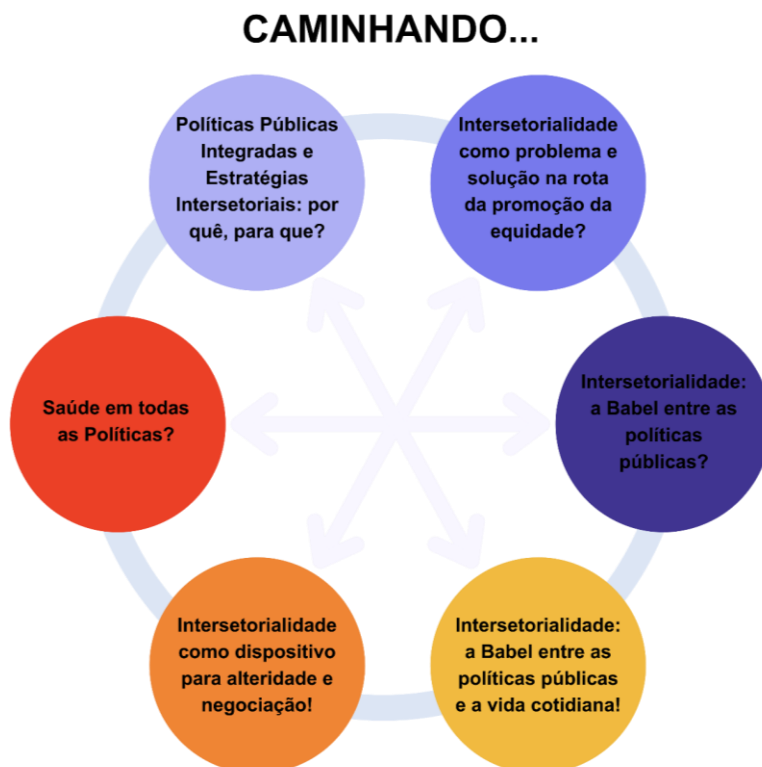 CAMINHANDO...
Políticas Públicas
Integradas e
Estratégias
Intersetoriais: por
quê, para que?
Intersetorialidade
como problema e
solução na rota
da promoção da
equidade?
Intersetorialidade:
a Babel entre as
políticas
públicas?
Intersetorialidade:
a Babel entre as
políticas públicas
e a vida cotidiana!
Intersetorialidade
como dispositivo
para alteridade e
negociação!
Saúde em todas
as Políticas?